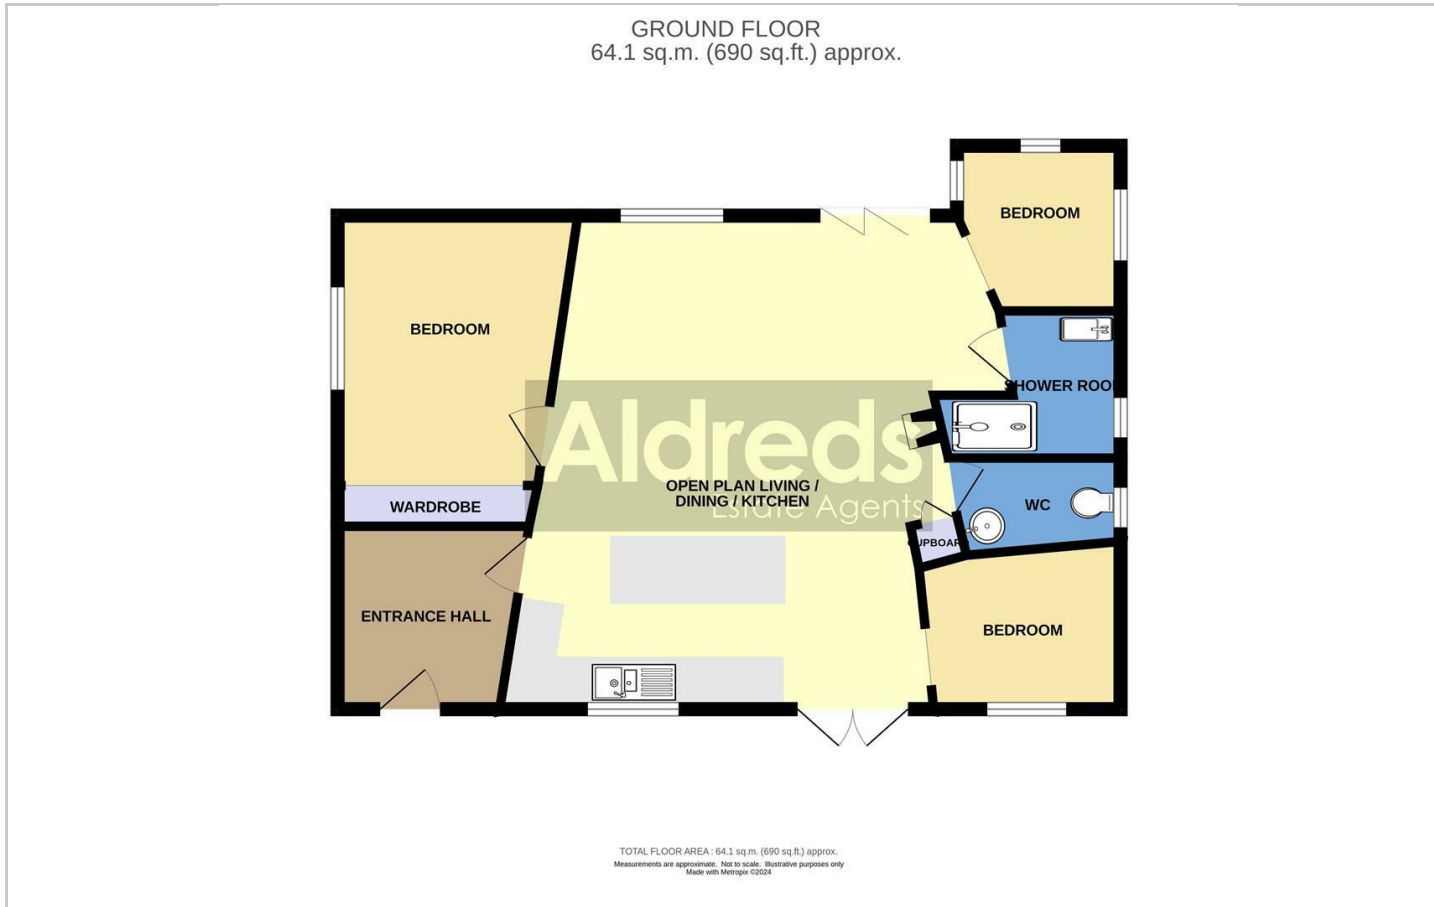 GROUND FLOOR
64.1 sq.m. (690 sq.ft.) approx.
BEDROOM
BEDROOM
SHOWER ROO
Aldreds
Estate Agents
OPEN PLAN LIVING /
DINING / KITCHEN
WARDROBE
WC
CUPBOARD
ENTRANCE HALL
BEDROOM
TOTAL FLOOR AREA : 64.1 sq.m. (690 sq.ft.) approx.
Measurements are approximate. Not to scale. Illustrative purposes only
Made with Metropix ©2024